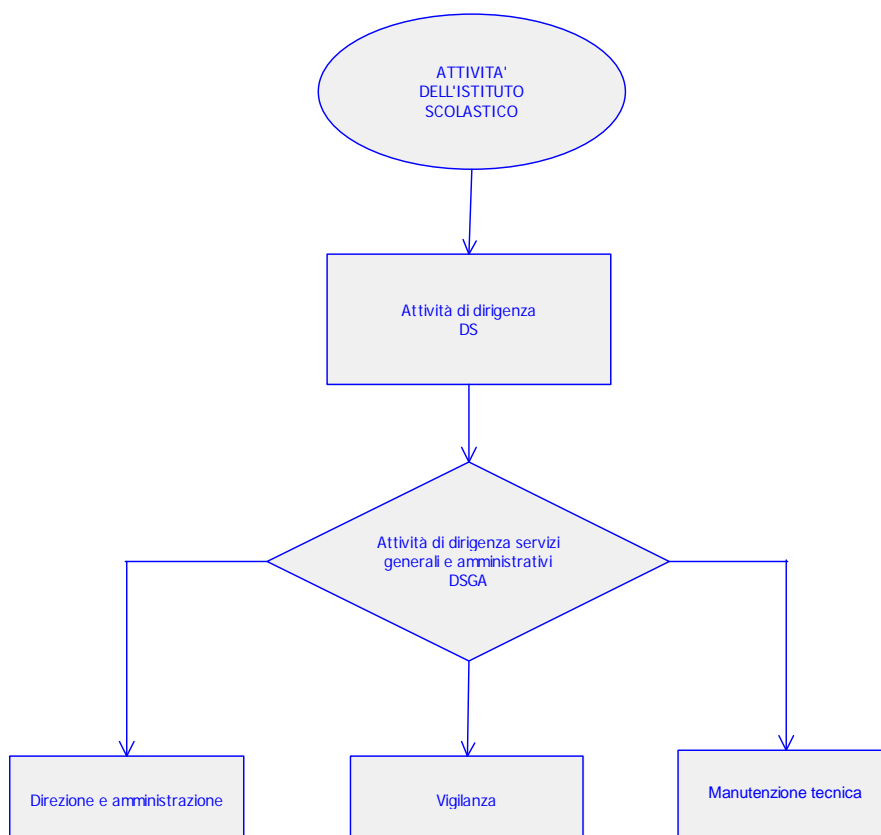 ATTIVITA'
DELL'ISTITUTO
SCOLASTICO
Attività di dirigenza
DS
Attività di dirigenza servizi
generali e amministrativi
DSGA
Direzione e amministrazione
Vigilanza
Manutenzione tecnica